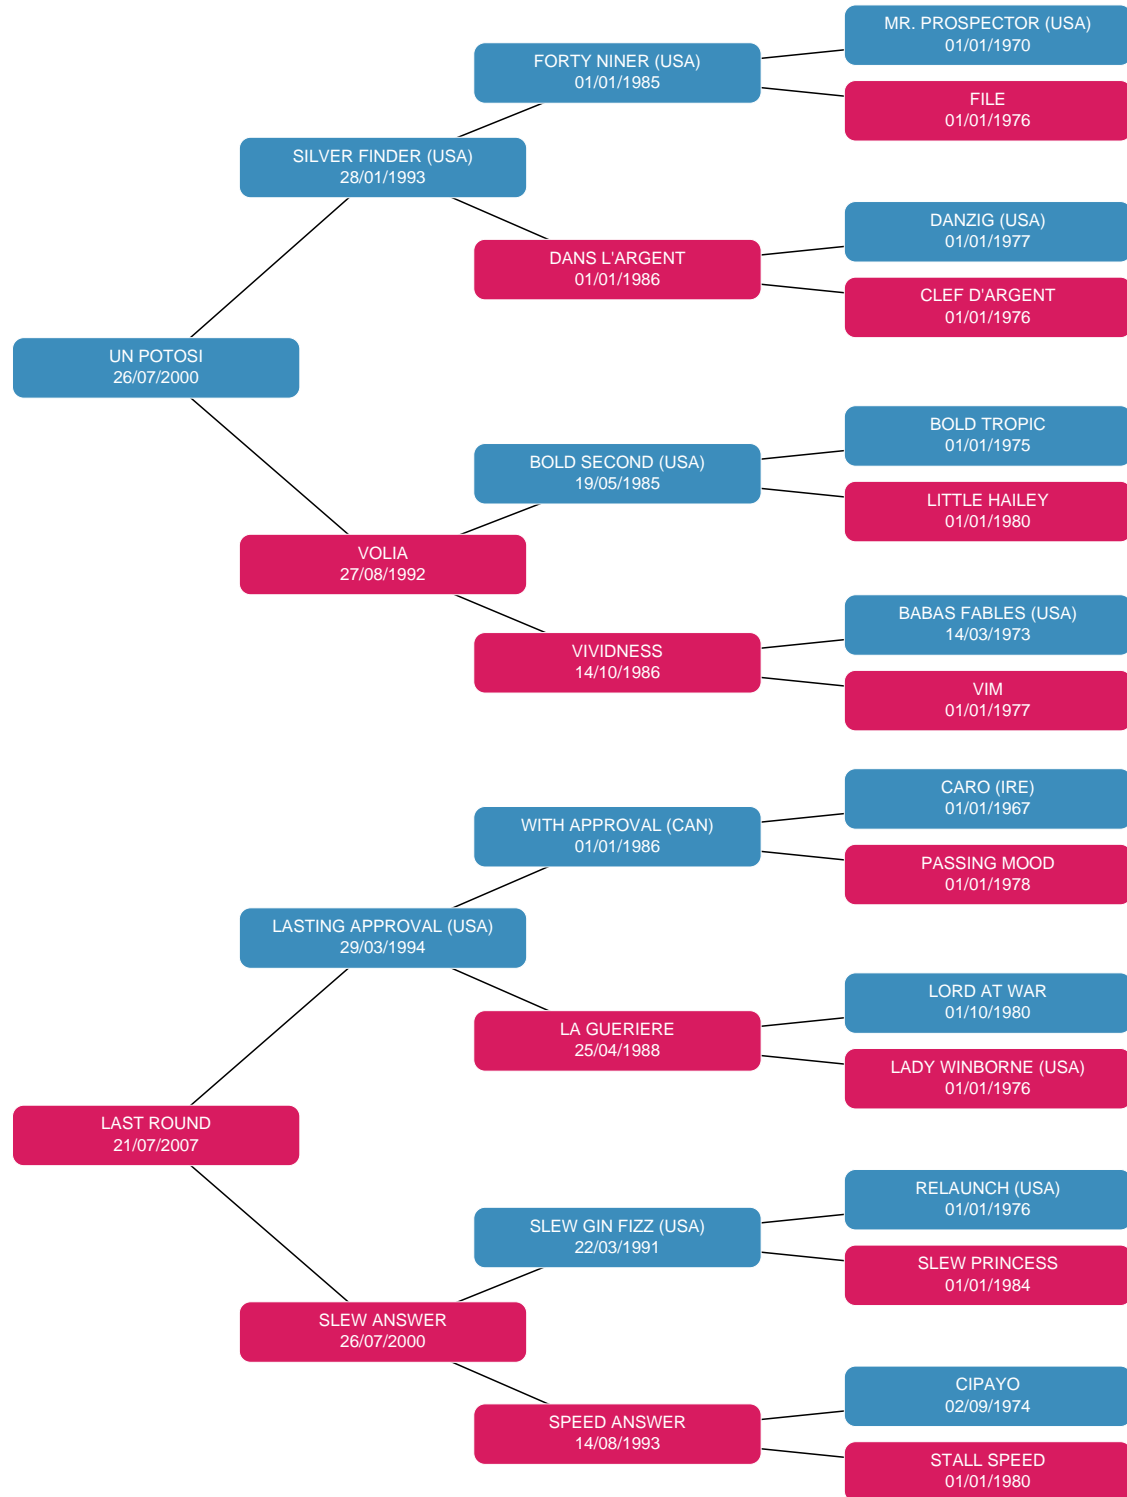 MR. PROSPECTOR (USA)
01/01/1970
FORTY NINER (USA)
01/01/1985
FILE
01/01/1976
SILVER FINDER (USA)
28/01/1993
DANZIG (USA)
01/01/1977
DANS L'ARGENT
01/01/1986
CLEF D'ARGENT
01/01/1976
UN POTOSI
26/07/2000
BOLD TROPIC
01/01/1975
BOLD SECOND (USA)
19/05/1985
LITTLE HAILEY
01/01/1980
VOLIA
27/08/1992
BABAS FABLES (USA)
14/03/1973
VIVIDNESS
14/10/1986
VIM
01/01/1977
CARO (IRE)
01/01/1967
WITH APPROVAL (CAN)
01/01/1986
PASSING MOOD
01/01/1978
LASTING APPROVAL (USA)
29/03/1994
LORD AT WAR
01/10/1980
LA GUERIERE
25/04/1988
LADY WINBORNE (USA)
01/01/1976
LAST ROUND
21/07/2007
RELAUNCH (USA)
01/01/1976
SLEW GIN FIZZ (USA)
22/03/1991
SLEW PRINCESS
01/01/1984
SLEW ANSWER
26/07/2000
CIPAYO
02/09/1974
SPEED ANSWER
14/08/1993
STALL SPEED
01/01/1980